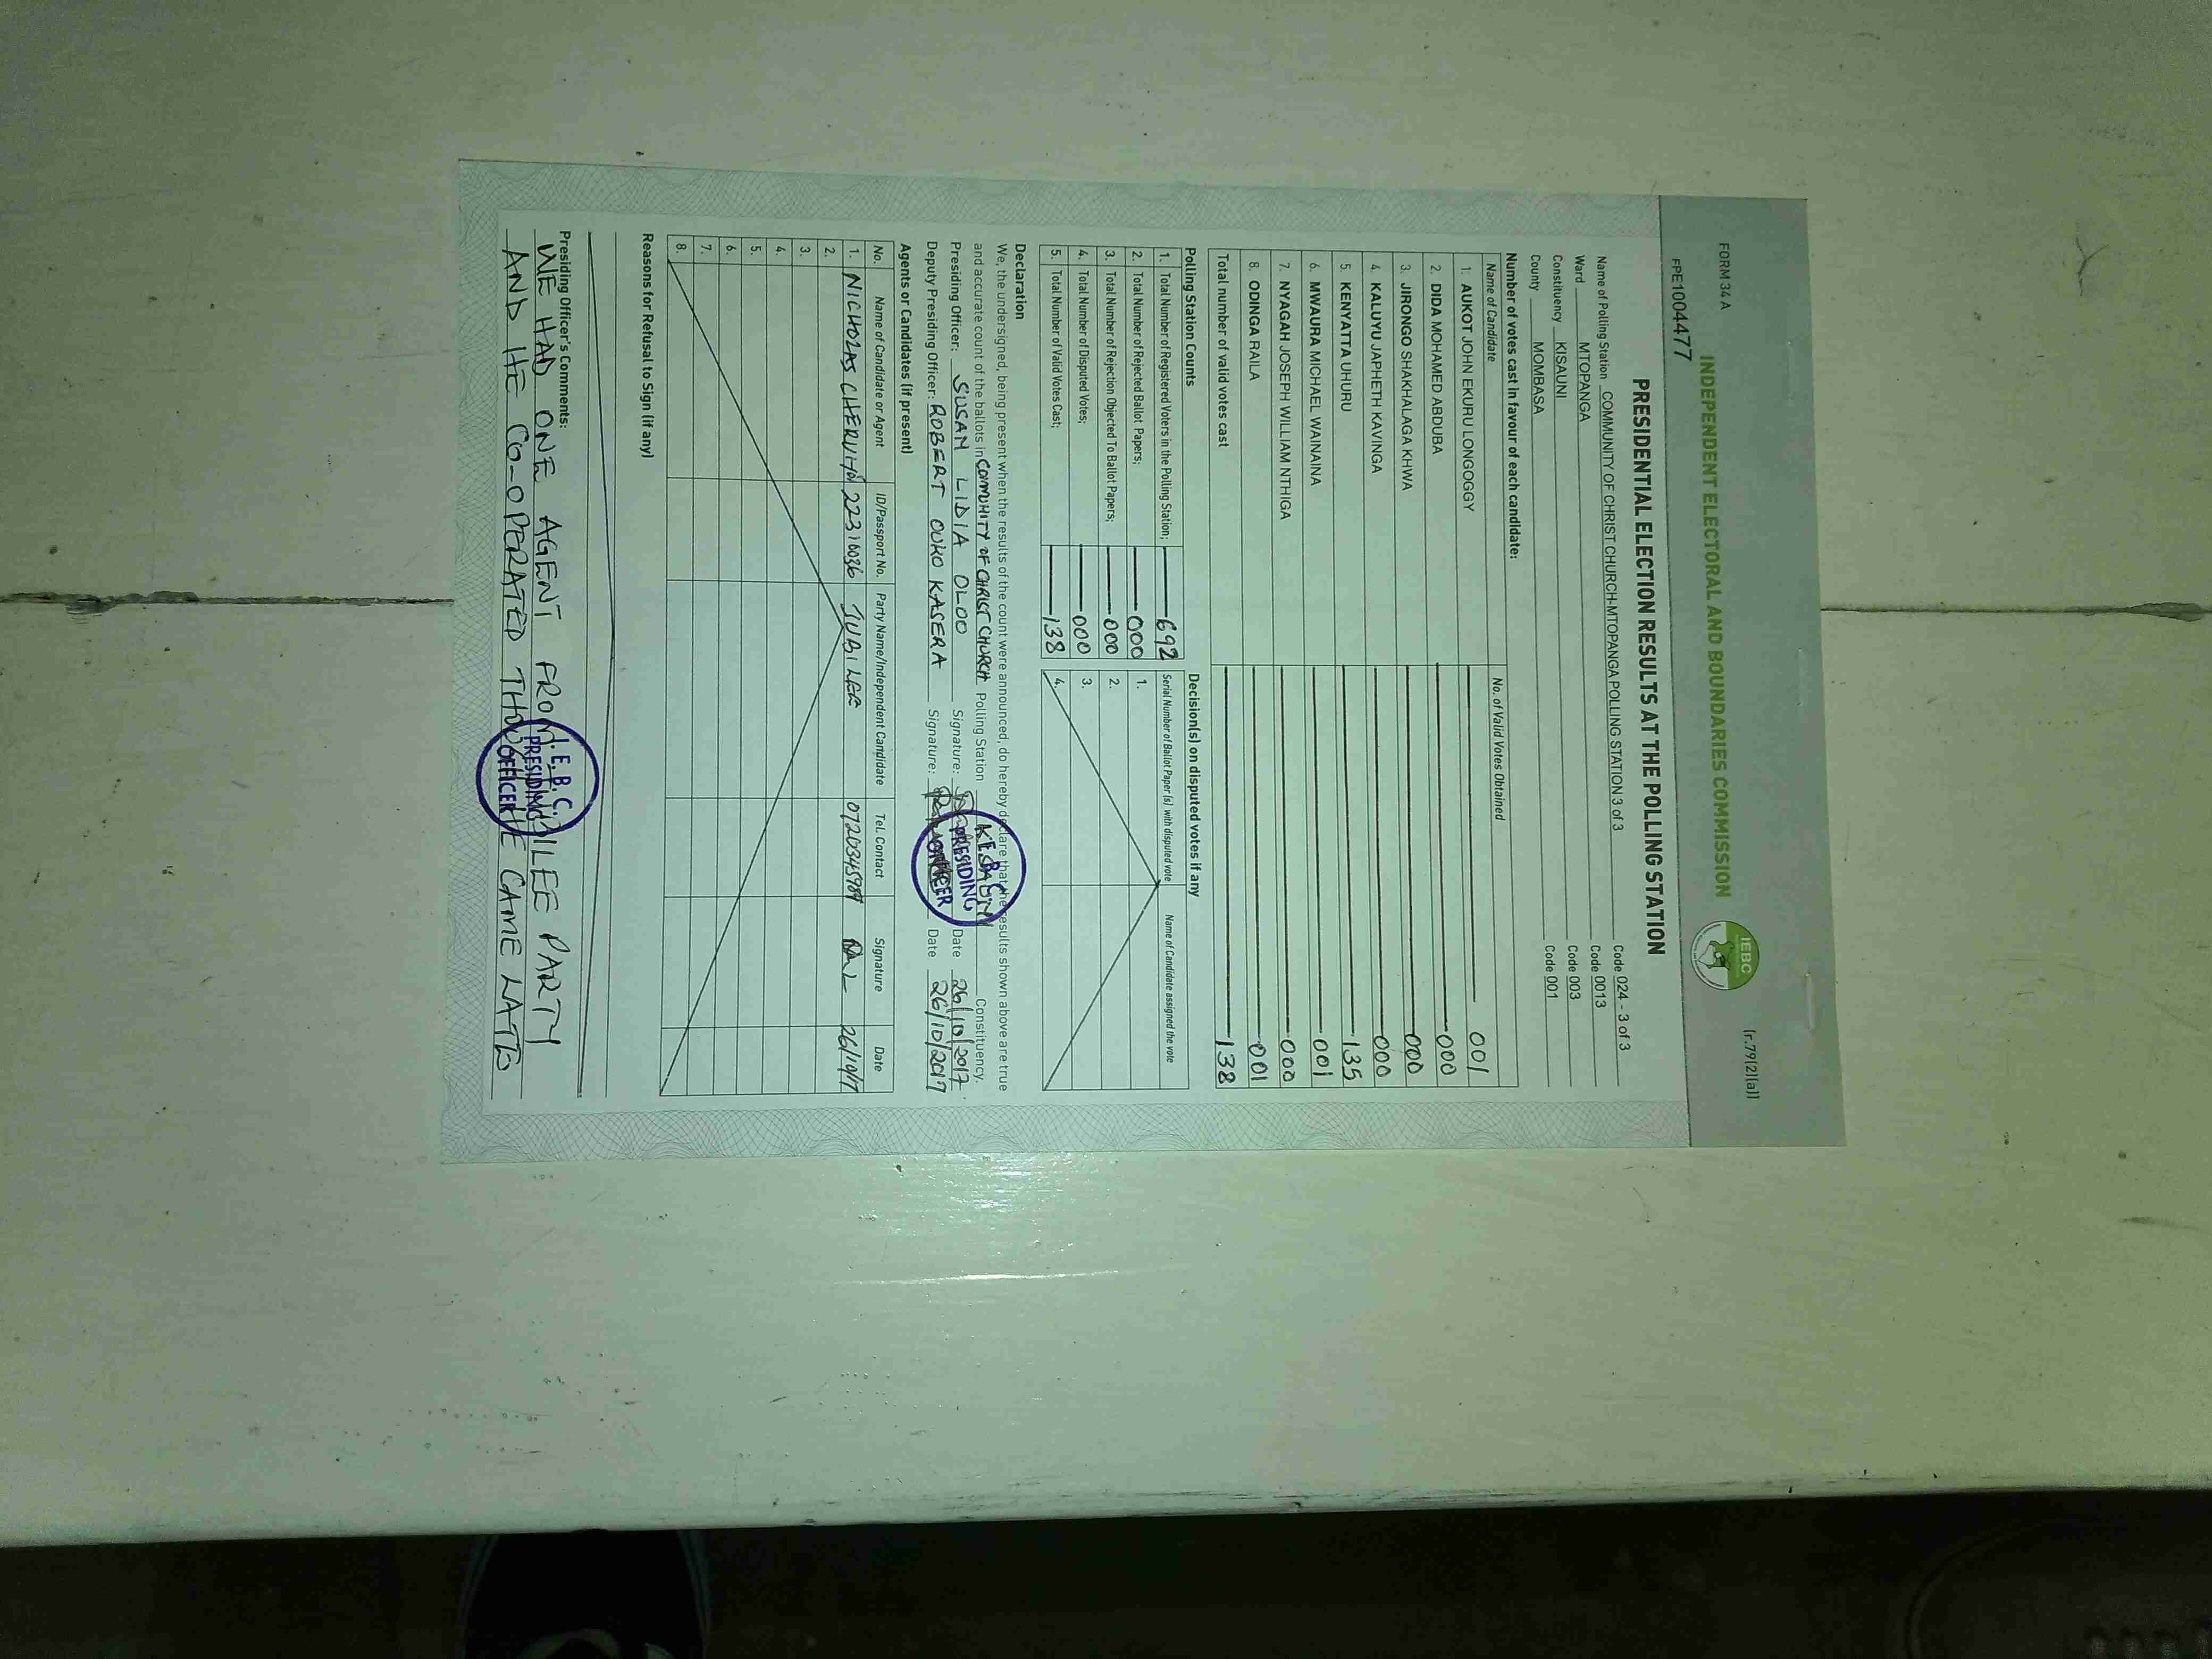 FORM 34 A
(r.79(2)(a))
INDEPENDENT ELECTORAL AND BOUNDARIES COMMISSION
IEBC
FPE1004477
PRESIDENTIAL ELECTION RESULTS AT THE POLLING STATION
Name of Polling Station COMMUNITY OF CHRIST CHURCH-MTOPANGA POLLING STATION 3 of 3 Code 024 - 3 of 3
Ward MTOPANGA Code 0013
Constituency KISAUNI Code 003
County MOMBASA Code 001
Number of votes cast in favour of each candidate:
Name of Candidate No. of Valid Votes Obtained
1. AUKOT JOHN EKURU LONGOGGY 001
2. DIDA MOHAMED ABDUBA 000
3. JIRONGO SHAKHALAGA KHWA 000
4. KALUYU JAPHETH KAVINGA 000
5. KENYATTA UHURU 135
6. MWAURA MICHAEL WAINAINA 001
7. NYAGAH JOSEPH WILLIAM NTHIGA 000
8. ODINGA RAILA 001
Total number of valid votes cast 138
Polling Station Counts
1. Total Number of Registered Voters in the Polling Station; 692
2. Total Number of Rejected Ballot Papers; 000
3. Total Number of Rejection Objected To Ballot Papers; 000
4. Total Number of Disputed Votes; 000
5. Total Number of Valid Votes Cast; 138
Decision(s) on disputed votes if any
Serial Number of Ballot Paper (s) with disputed vote Name of Candidate assigned the vote
1.
2.
3.
4.
Declaration
We, the undersigned, being present when the results of the count were announced, do hereby declare that the results shown above are true
and accurate count of the ballots in COMMUNITY OF CHRIST CHURCH Polling Station KISAUNI Constituency.
Presiding Officer: SUSAN LIDIA OLOO Signature: Date 26/10/2017.
Deputy Presiding Officer: ROBERT OUKO KASERA Signature: Date 26/10/2017
I.E.B.C.
PRESIDING
OFFICER
Agents or Candidates (if present)
No. Name of Candidate or Agent ID/Passport No. Party Name/Independent Candidate Tel. Contact Signature Date
1. NICHOLAS 22316036 JUBILEE 26/10/17
2.
3.
4.
5.
6.
7.
8.
Reasons for Refusal to Sign (if any)
Presiding Officer's Comments:
WE HAD ONE AGENT FROM JUBILEE PARTY
AND HE CO-OPERATED THOUGH HE CAME LATE
I.E.B.C.
PRESIDING
OFFICER